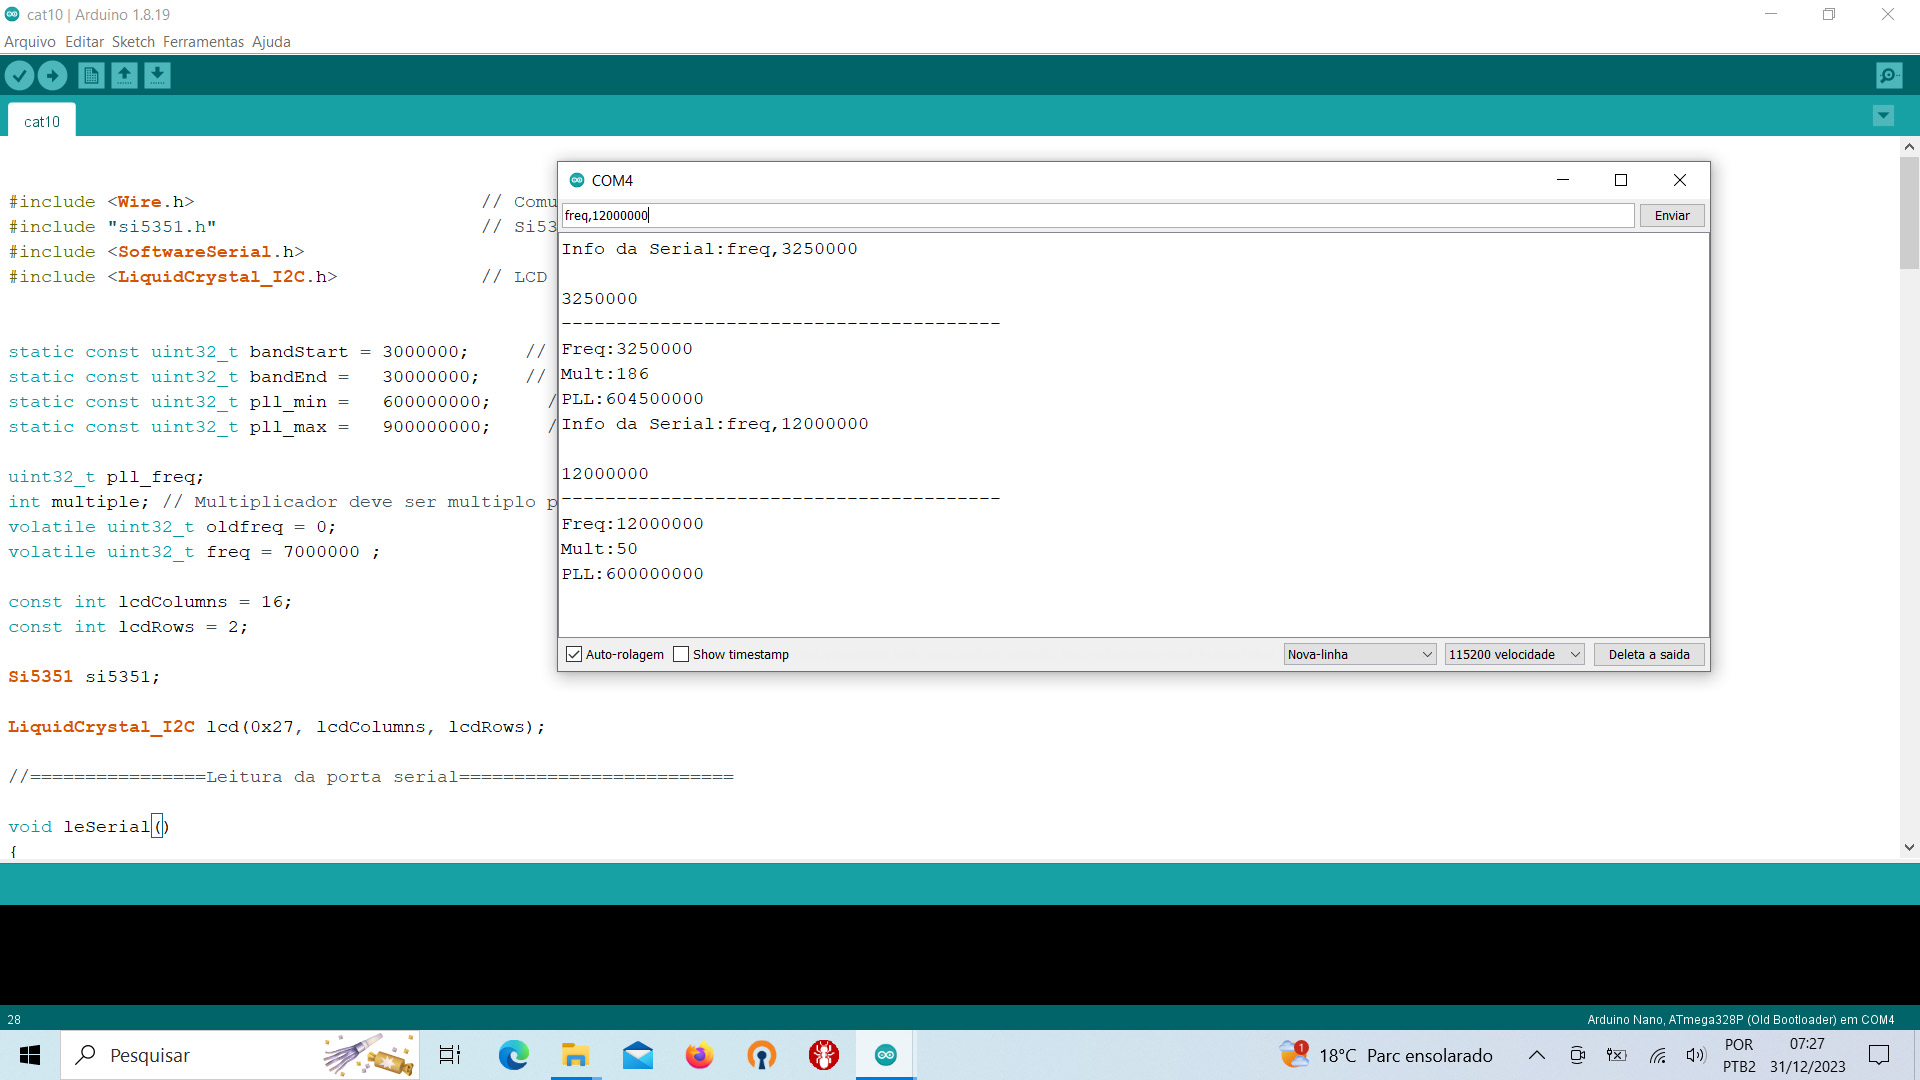 cat10 | Arduino 1.8.19
Arquivo Editar Sketch Ferramentas Ajuda
cat10
#include <Wire.h> // Comu
#include "si5351.h" // Si53
#include <SoftwareSerial.h>
#include <LiquidCrystal_I2C.h> // LCD
static const uint32_t bandStart = 3000000; //
static const uint32_t bandEnd = 30000000; //
static const uint32_t pll_min = 600000000; /
static const uint32_t pll_max = 900000000; /
uint32_t pll_freq;
int multiple; // Multiplicador deve ser multiplo p
volatile uint32_t oldfreq = 0;
volatile uint32_t freq = 7000000 ;
const int lcdColumns = 16;
const int lcdRows = 2;
Si5351 si5351;
LiquidCrystal_I2C lcd(0x27, lcdColumns, lcdRows);
//================Leitura da porta serial=========================
void leSerial()
{
COM4
freq,12000000
Enviar
Info da Serial:freq,3250000
3250000
----------------------------------------
Freq:3250000
Mult:186
PLL:604500000
Info da Serial:freq,12000000
12000000
----------------------------------------
Freq:12000000
Mult:50
PLL:600000000
Auto-rolagem Show timestamp Nova-linha 115200 velocidade Deleta a saida
28
Arduino Nano, ATmega328P (Old Bootloader) em COM4
Pesquisar
1
18°C Parc ensolarado
POR
PTB2
07:27
31/12/2023